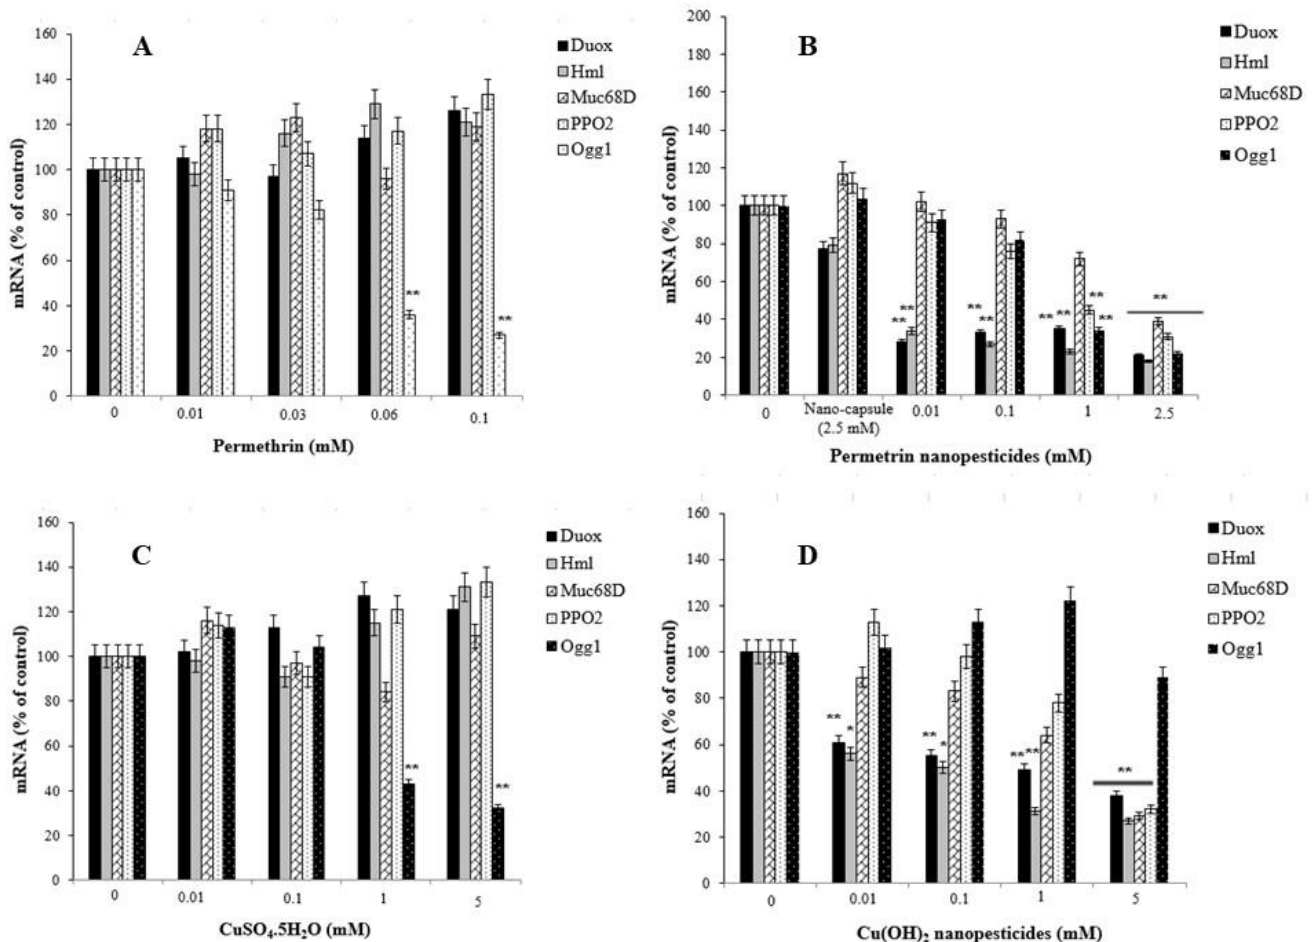 A
160
140
120
100
80
60
40
20
0
mRNA (% of control)
Duox
Hml
Muc68D
PPO2
Ogg1
**
**
0 0.01 0.03 0.06 0.1
Permethrin (mM)
B
200
180
160
140
120
100
80
60
40
20
0
mRNA (% of control)
Duox
Hml
Muc68D
PPO2
Ogg1
**
**
**
**
** **
**
**
**
0 Nano-capsule 0.01 0.1 1 2.5
(2.5 mM)
Permetrin nanopesticides (mM)
C
160
140
120
100
80
60
40
20
0
mRNA (% of control)
Duox
Hml
Muc68D
PPO2
Ogg1
**
**
0 0.01 0.1 1 5
CuSO₄.5H₂O (mM)
D
160
140
120
100
80
60
40
20
0
mRNA (% of control)
Duox
Hml
Muc68D
PPO2
Ogg1
**
*
**
*
** **
**
0 0.01 0.1 1 5
Cu(OH)₂ nanopesticides (mM)